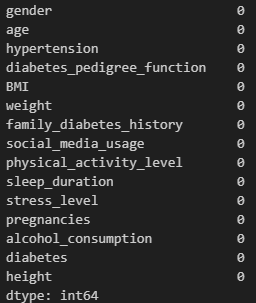 gender 0
age 0
hypertension 0
diabetes_pedigree_function 0
BMI 0
weight 0
family_diabetes_history 0
social_media_usage 0
physical_activity_level 0
sleep_duration 0
stress_level 0
pregnancies 0
alcohol_consumption 0
diabetes 0
height 0
dtype: int64